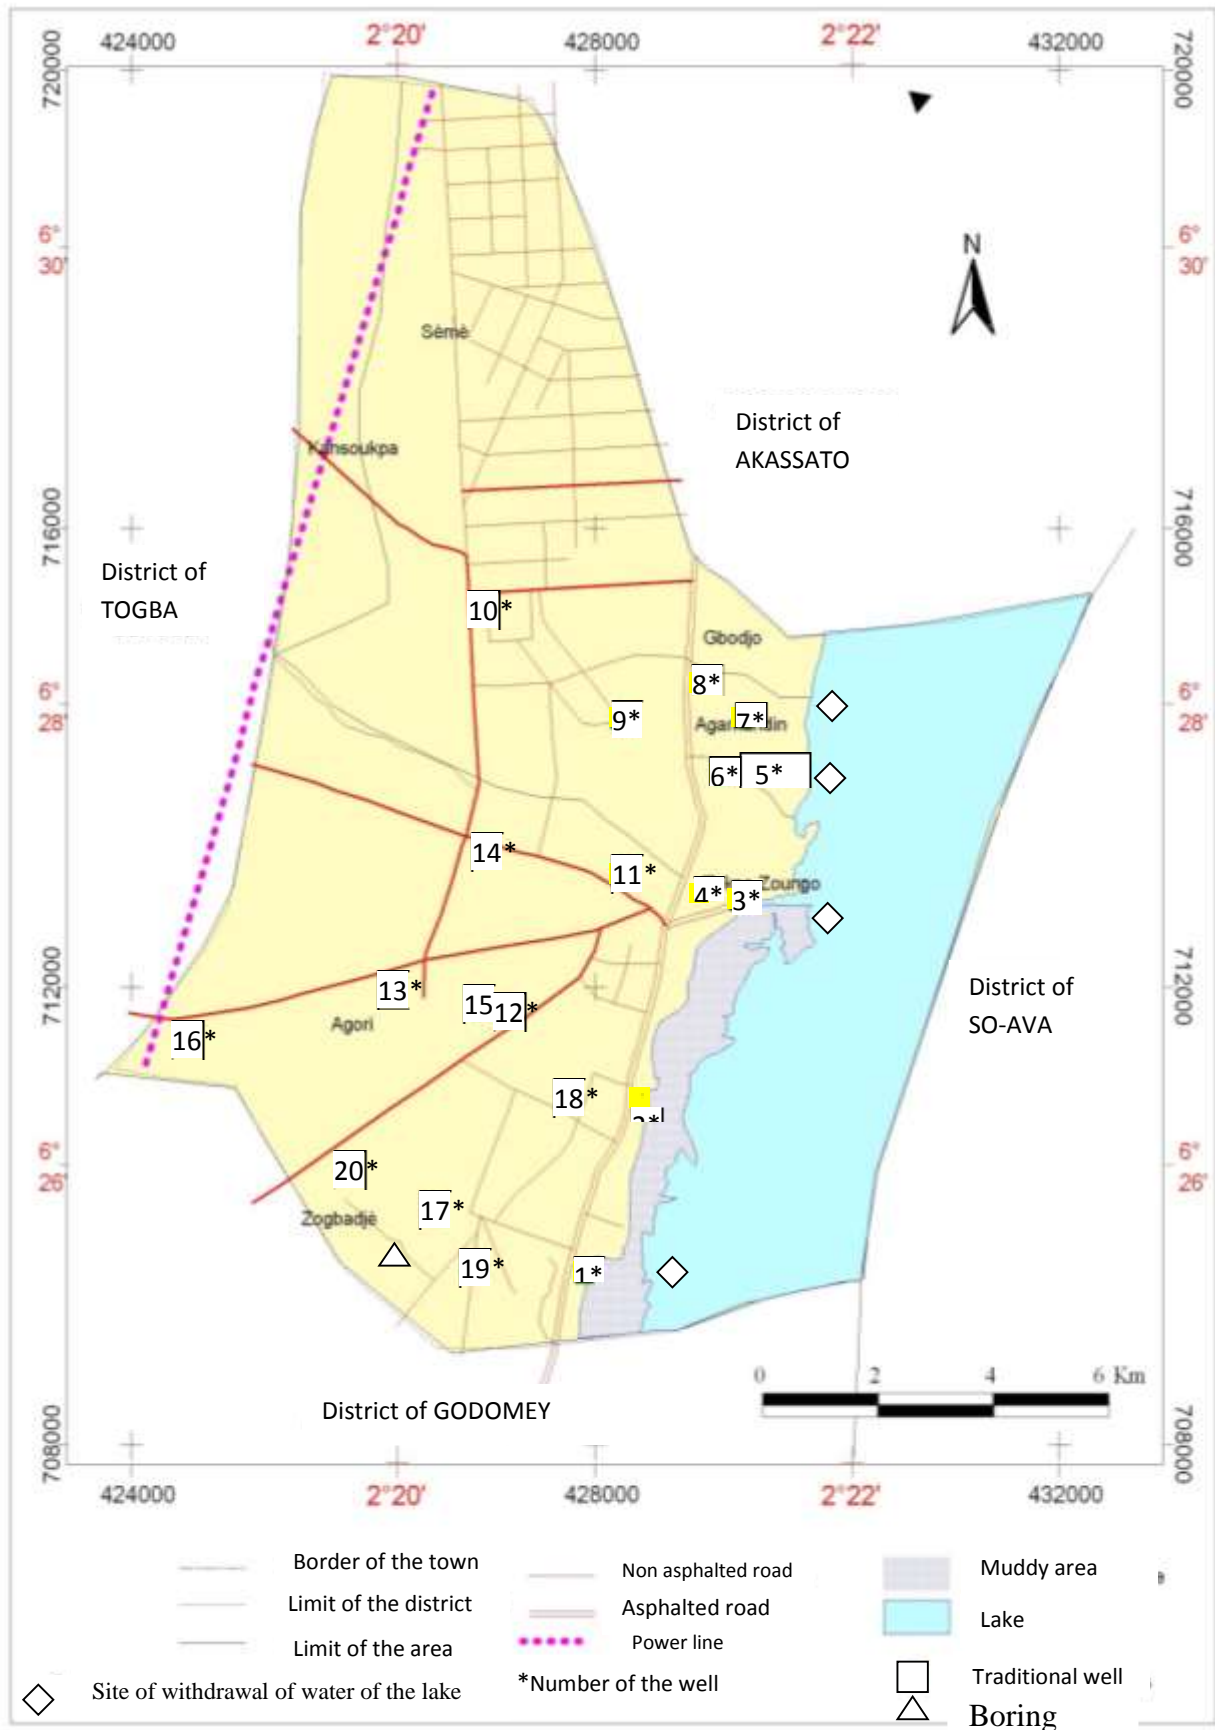 424000 2°20' 428000 2°22' 432000
720000
720000
6°
30'
6°
30'
N
Sèmè
District of
AKASSATO
Kansoukpa
716000
716000
District of
TOGBA
10*
Gbodjo
8*
6°
28'
9*
7*
6°
28'
6*
5*
14*
11*
4*
3*
Zoungo
712000
13*
15
12*
712000
District of
SO-AVA
Agori
16*
18*
2*
6°
26'
20*
6°
26'
17*
Zogbadjè
19*
1*
0 2 4 6 Km
District of GODOMEY
708000
708000
424000 2°20' 428000 2°22' 432000
Border of the town
Non asphalted road
Muddy area
Limit of the district
Asphalted road
Lake
Limit of the area
Power line
Site of withdrawal of water of the lake
*Number of the well
Traditional well
Boring